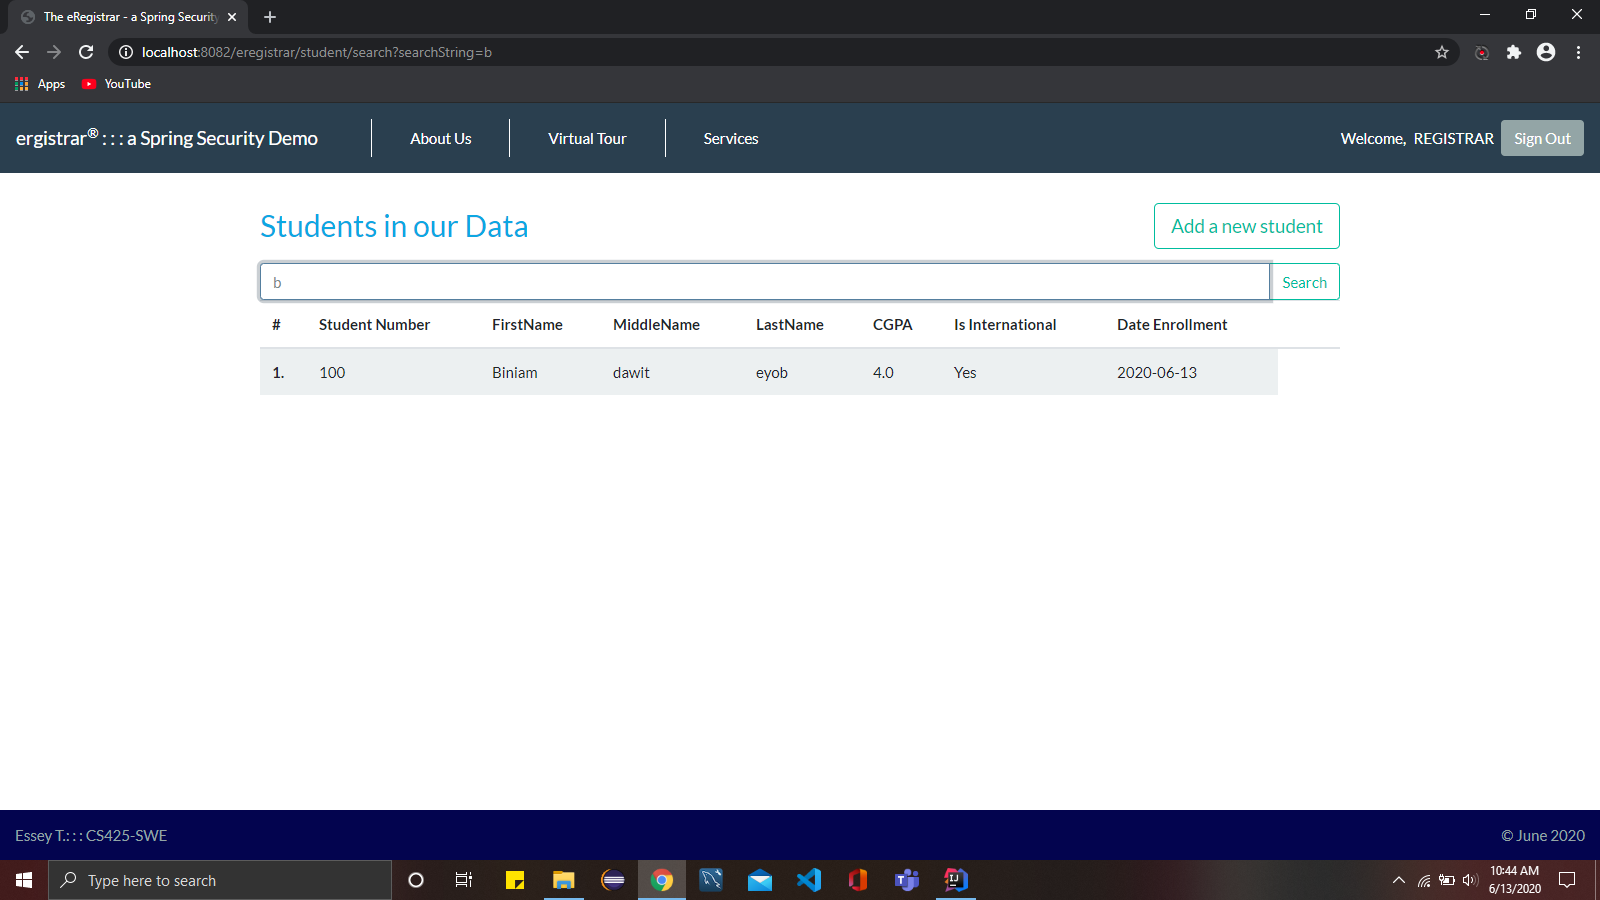 The eRegistrar - a Spring Security
localhost:8082/eregistrar/student/search?searchString=b
Apps YouTube
ergistrar® : : : a Spring Security Demo About Us Virtual Tour Services Welcome, REGISTRAR Sign Out
Students in our Data Add a new student
b Search
# Student Number FirstName MiddleName LastName CGPA Is International Date Enrollment
1. 100 Biniam dawit eyob 4.0 Yes 2020-06-13
Essey T.: : : CS425-SWE © June 2020
Type here to search
10:44 AM
6/13/2020